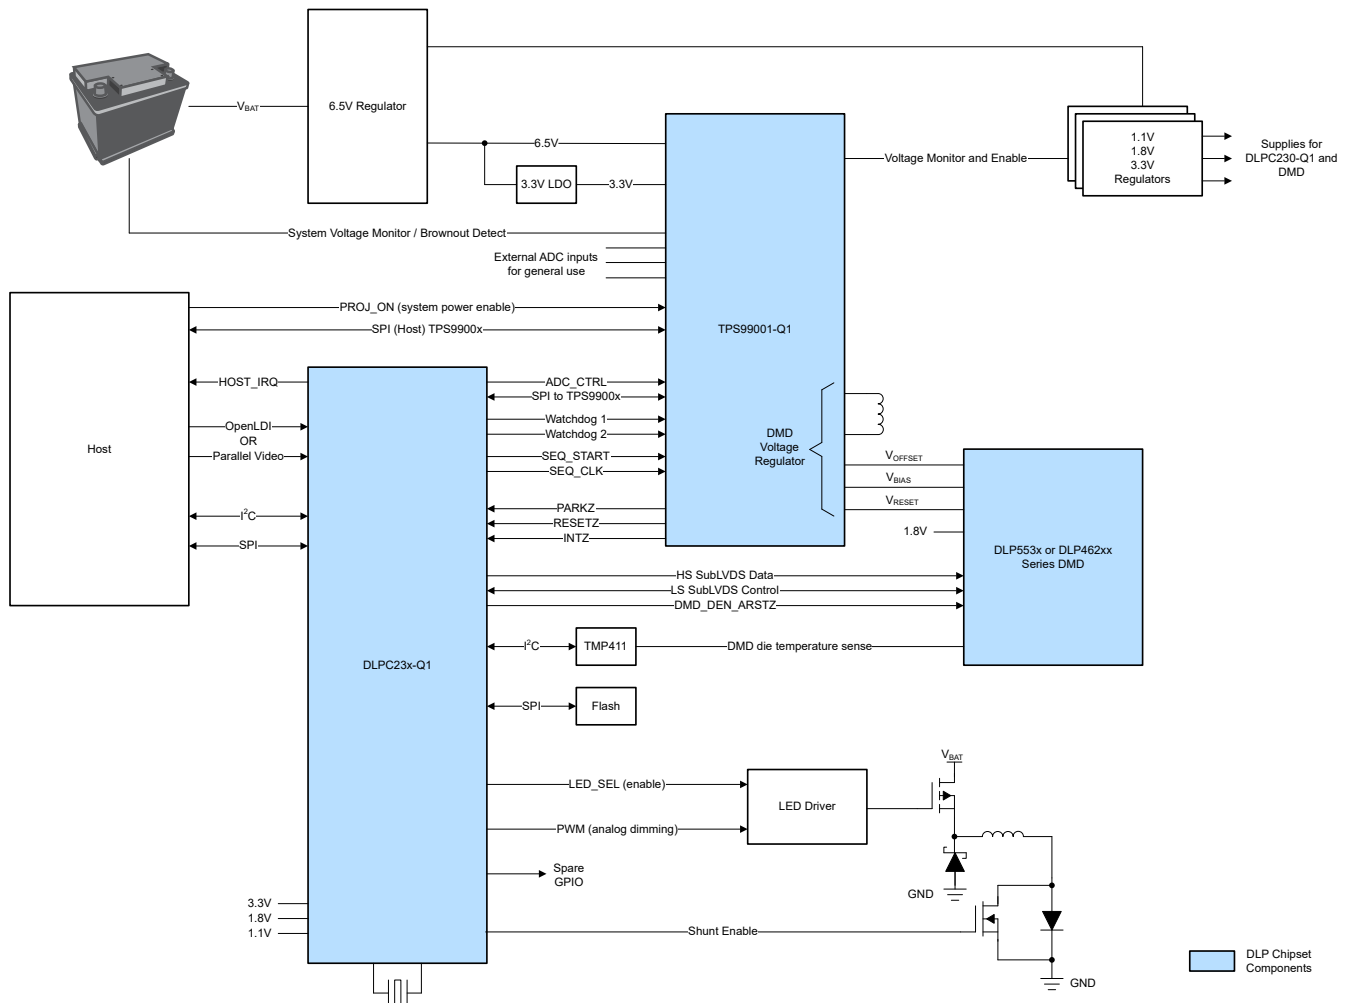 V_BAT
6.5V Regulator
6.5V
3.3V LDO
3.3V
System Voltage Monitor / Brownout Detect
External ADC inputs
for general use
Voltage Monitor and Enable
1.1V
1.8V
3.3V
Regulators
Supplies for
DLPC230-Q1 and
DMD
PROJ_ON (system power enable)
SPI (Host) TPS9900x
TPS99001-Q1
Host
HOST_IRQ
OpenLDI
OR
Parallel Video
I²C
SPI
ADC_CTRL
SPI to TPS9900x
Watchdog 1
Watchdog 2
SEQ_START
SEQ_CLK
PARKZ
RESETZ
INTZ
DMD
Voltage
Regulator
V_OFFSET
V_BIAS
V_RESET
1.8V
DLP553x or DLP462xx
Series DMD
HS SubLVDS Data
LS SubLVDS Control
DMD_DEN_ARSTZ
DLPC23x-Q1
I²C
TMP411
DMD die temperature sense
SPI
Flash
LED_SEL (enable)
PWM (analog dimming)
LED Driver
V_BAT
GND
Spare
GPIO
3.3V
1.8V
1.1V
Shunt Enable
GND
DLP Chipset
Components